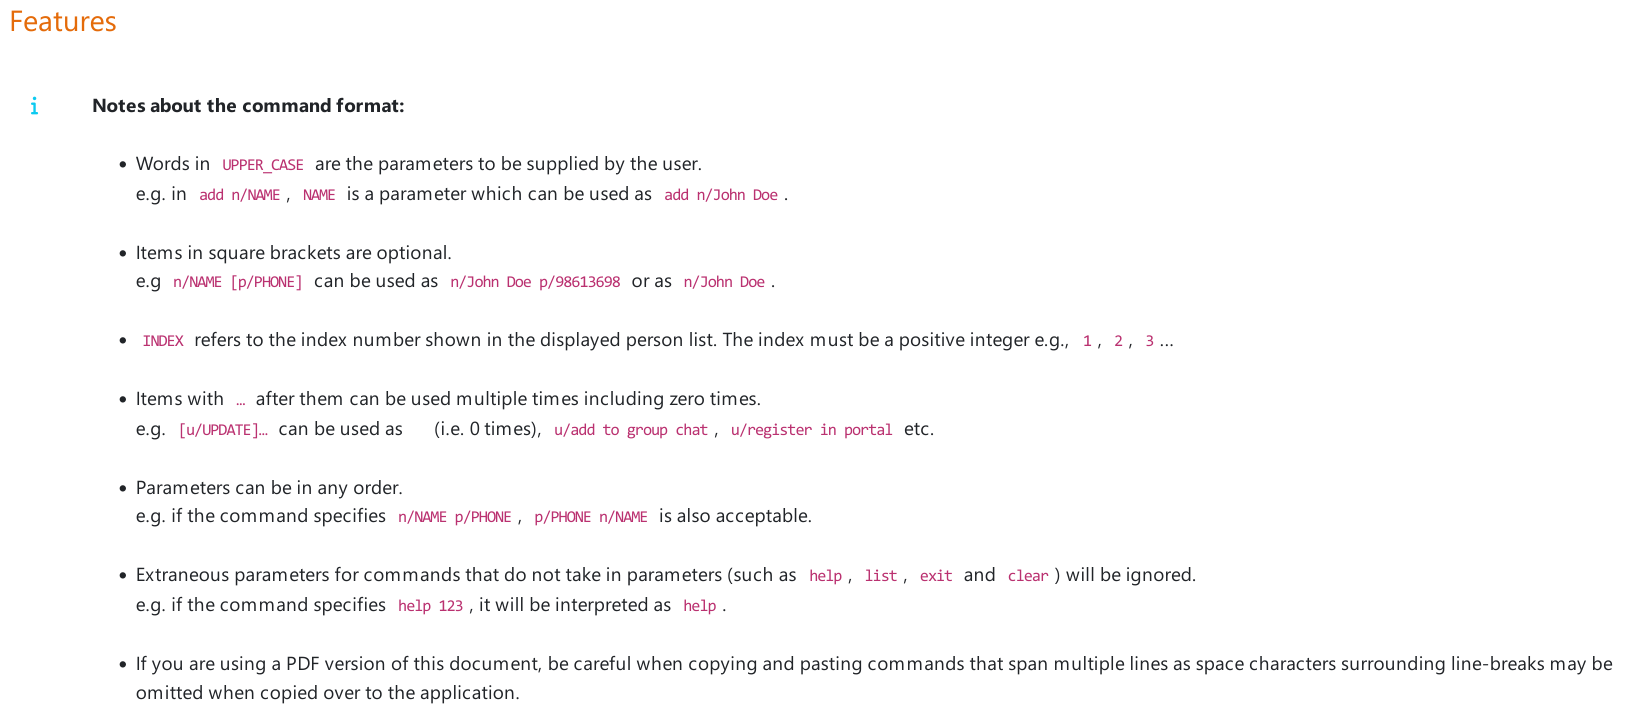 Features
i
Notes about the command format:
• Words in UPPER_CASE are the parameters to be supplied by the user.
e.g. in add n/NAME , NAME is a parameter which can be used as add n/John Doe .
• Items in square brackets are optional.
e.g n/NAME [p/PHONE] can be used as n/John Doe p/98613698 or as n/John Doe .
• INDEX refers to the index number shown in the displayed person list. The index must be a positive integer e.g., 1 , 2 , 3 …
• Items with … after them can be used multiple times including zero times.
e.g. [u/UPDATE]… can be used as (i.e. 0 times), u/add to group chat , u/register in portal etc.
• Parameters can be in any order.
e.g. if the command specifies n/NAME p/PHONE , p/PHONE n/NAME is also acceptable.
• Extraneous parameters for commands that do not take in parameters (such as help , list , exit and clear ) will be ignored.
e.g. if the command specifies help 123 , it will be interpreted as help .
• If you are using a PDF version of this document, be careful when copying and pasting commands that span multiple lines as space characters surrounding line-breaks may be
omitted when copied over to the application.